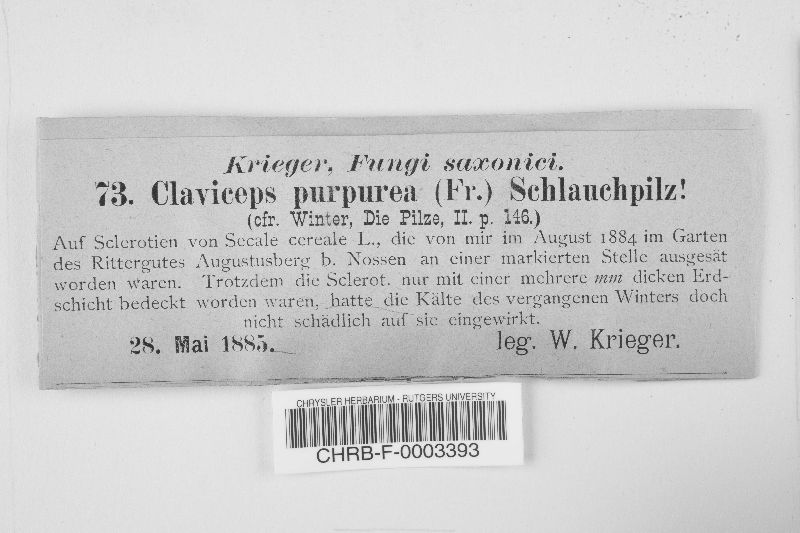 Krieger, Fungi saxonici.
73. Claviceps purpurea (Fr.) Schlauchpilz!
(cfr. Winter, Die Pilze, II. p. 146.)
Auf Sclerotien von Secale cereale L., die von mir im August 1884 im Garten
des Rittergutes Augustusberg b. Nossen an einer markierten Stelle ausgesät
worden waren. Trotzdem die Sclerot. nur mit einer mehrere mm dicken Erd-
schicht bedeckt worden waren, hatte die Kälte des vergangenen Winters doch
nicht schädlich auf sie eingewirkt.
28. Mai 1885. leg. W. Krieger.
CHRYSLER HERBARIUM - RUTGERS UNIVERSITY
CHRB-F-0003393